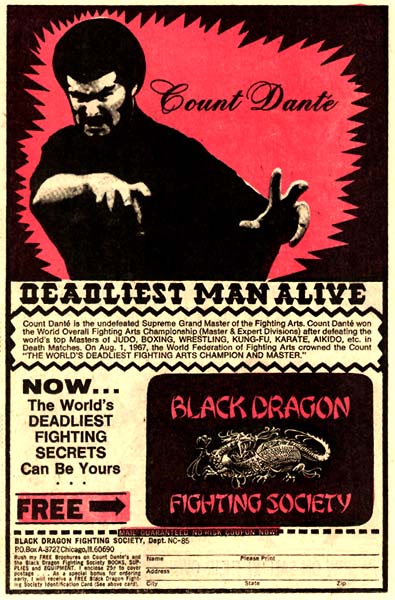 Count Danté
DEADLIEST MAN ALIVE
Count Danté is the undefeated Supreme Grand Master of the Fighting Arts. Count Danté won
the World Overall Fighting Arts Championship (Master & Expert Divisions) after defeating the
world's top Masters of JUDO, BOXING, WRESTLING, KUNG-FU, KARATE, AIKIDO, etc. in
Death Matches. On Aug. 1, 1967, the World Federation of Fighting Arts crowned the Count
"THE WORLD'S DEADLIEST FIGHTING ARTS CHAMPION AND MASTER."
NOW...
The World's
DEADLIEST
FIGHTING
SECRETS
Can Be Yours
. . .
FREE
BLACK DRAGON
FIGHTING SOCIETY
MAIL GUARANTEED NO-RISK COUPON NOW!
BLACK DRAGON FIGHTING SOCIETY, Dept. NC-85
P.O. Box A-3722 Chicago, Ill. 60690
Rush my FREE Brochures on Count Dante's and
the Black Dragon Fighting Society BOOKS, SUP-
PLIES and EQUIPMENT. I enclose 25¢ to cover
postage . . . As a special bonus for ordering
early, I will receive a FREE Black Dragon Fight-
ing Society Identification Card (See above card).
Name Please Print
Address
City State Zip